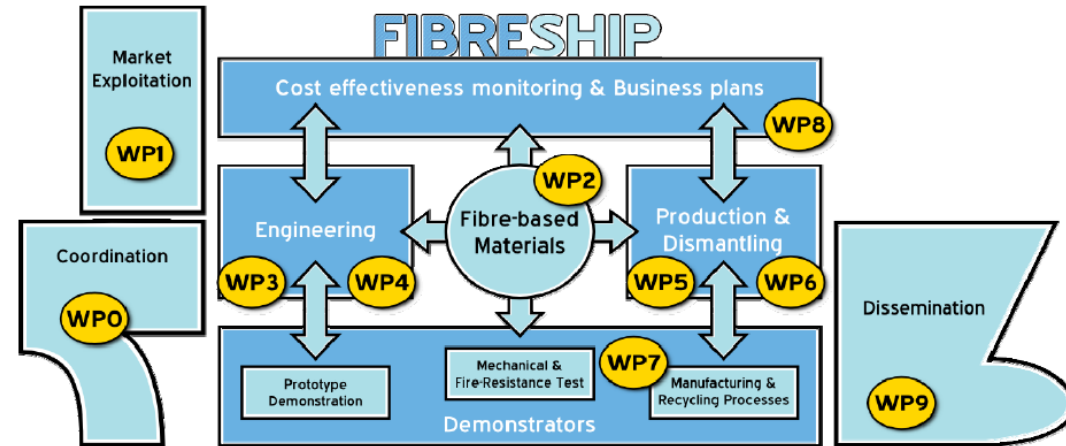 FIBRESHIP
Market
Exploitation
WP1
Cost effectiveness monitoring & Business plans
WP8
Coordination
WP0
Engineering
WP3
WP4
WP2
Fibre-based
Materials
Production &
Dismantling
WP5
WP6
Prototype
Demonstration
Mechanical &
Fire-Resistance Test
WP7
Manufacturing &
Recycling Processes
Demonstrators
Dissemination
WP9